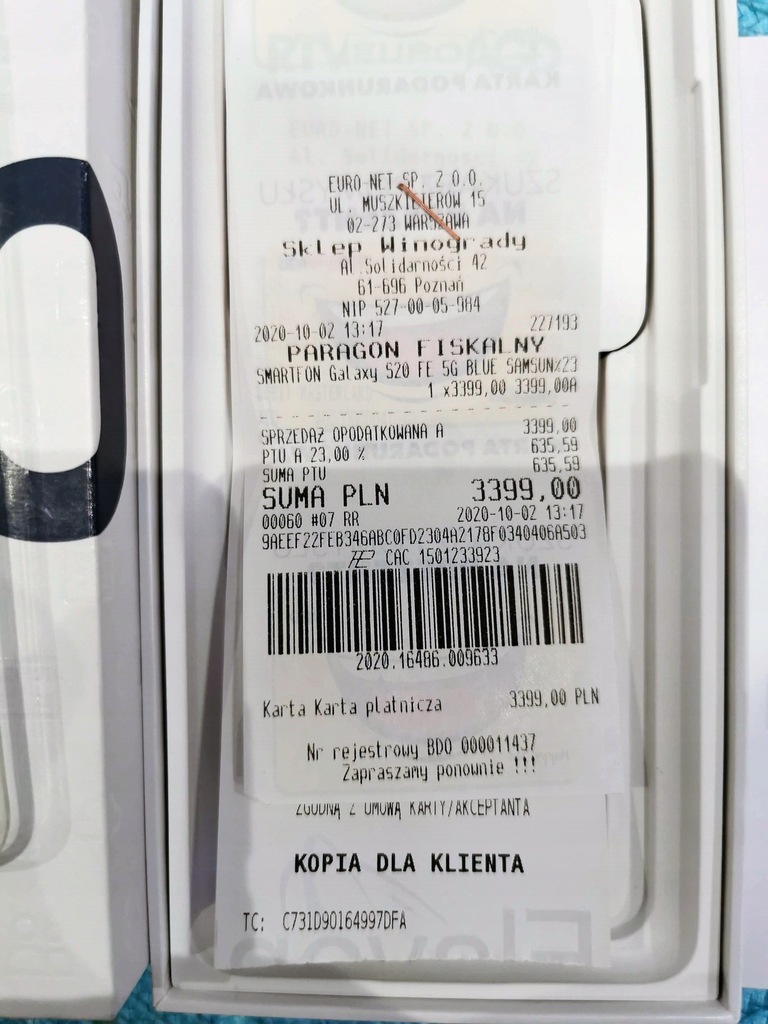 EURO-NET SP. Z O.O.
UL. MUSZKIETERÓW 15
02-273 WARSZAWA
Sklep Winogrady
Al.Solidarności 42
61-696 Poznań
NIP 527-00-05-984
2020-10-02 13:17 227193
PARAGON FISKALNY
SMARTFON Galaxy S20 FE 5G BLUE SAMSUN%23
1 x3399,00 3399,00A
SPRZEDAŻ OPODATKOWANA A 3399,00
PTU A 23,00 % 635,59
SUMA PTU 635,59
SUMA PLN 3399,00
00060 #07 RR 2020-10-02 13:17
9AEEF22FEB346ABC0FD2304A2178F0340406A503
CAC 1501233923
2020.16486.009633
Karta Karta płatnicza 3399,00 PLN
Nr rejestrowy BDO 000011437
Zapraszamy ponownie !!!
ZGODNĄ Z UMOWĄ KARTY/AKCEPTANTA
KOPIA DLA KLIENTA
TC: C731D90164997DFA